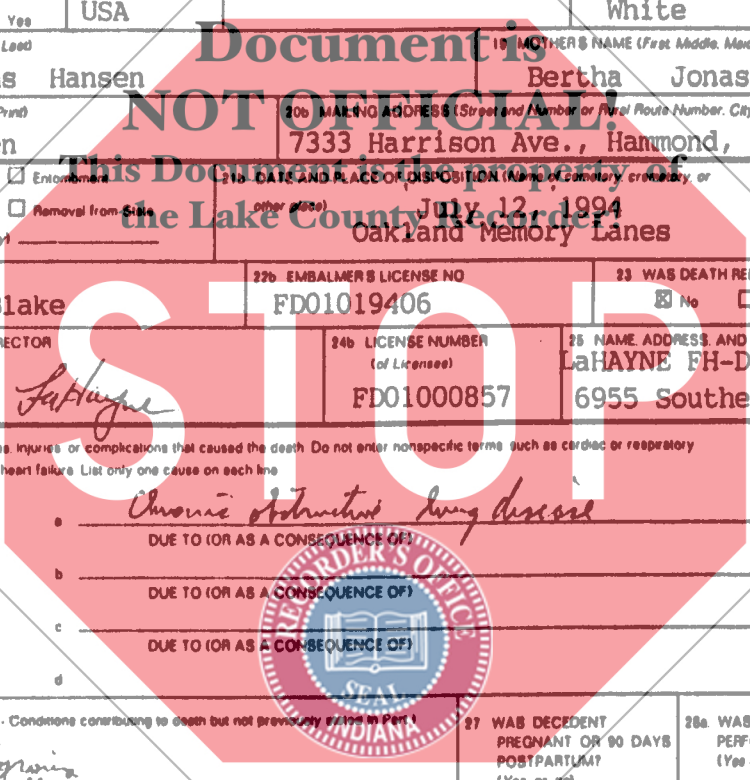 Yes USA White
Last) 19 MOTHER'S NAME (First, Middle,
s Hansen Bertha Jonas
Document is
Print) 20b MAILING ADDRESS (Street and Number or Rural Route Number, City
NOT OFFICIAL!
n 7333 Harrison Ave., Hammond,
This Document is the property of
Entombment 21b DATE AND PLACE OF DISPOSITION (Name of cemetery, crematory, or
Removal from State other place) July 12, 1994
the Lake County Recorder!
Oakland Memory Lanes
22b EMBALMER'S LICENSE NO 23 WAS DEATH RE
lake FD01019406 No
RECTOR 24b LICENSE NUMBER 25 NAME, ADDRESS, AND
(of Licensee) LaHAYNE FH-D
LaHayne FD01000857 6955 Southe
STOP
injuries or complications that caused the death Do not enter nonspecific terms such as cardiac or respiratory
heart failure List only one cause on each line
a Chronic obstructive lung disease
DUE TO (OR AS A CONSEQUENCE OF)
b
DUE TO (OR AS A CONSEQUENCE OF)
c
DUE TO (OR AS A CONSEQUENCE OF)
d
RECORDER'S OFFICE
SEAL
INDIANA
- Conditions contributing to death but not previously stated in Part I 27 WAS DECEDENT 28a. WAS
PREGNANT OR 90 DAYS PERF
POSTPARTUM? (Yes
(Yes or no)